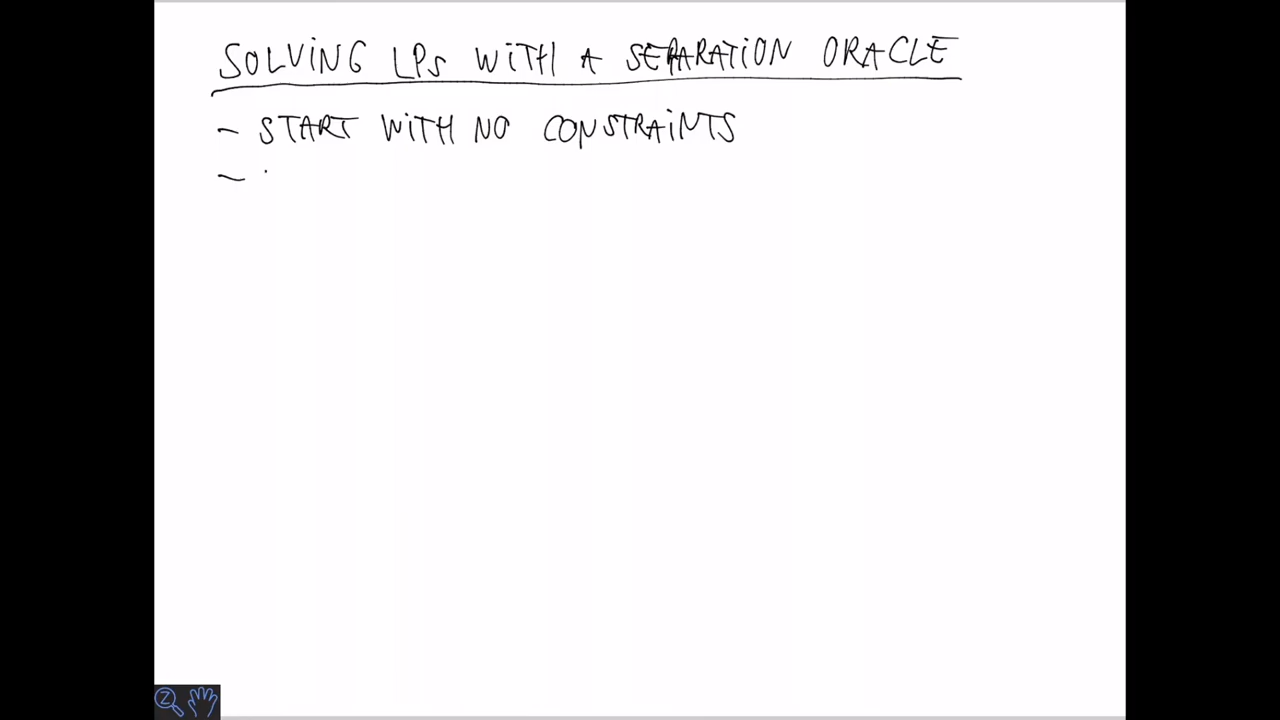 SOLViNG LPs WiTH A SEPARATiON ORACLE
- START WiTH NO CONSTRAiNTS
-
Z